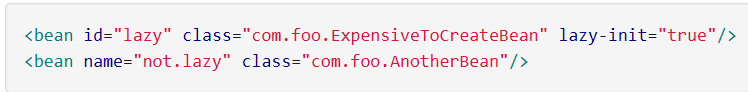 <bean id="lazy" class="com.foo.ExpensiveToCreateBean" lazy-init="true"/>
<bean name="not.lazy" class="com.foo.AnotherBean"/>